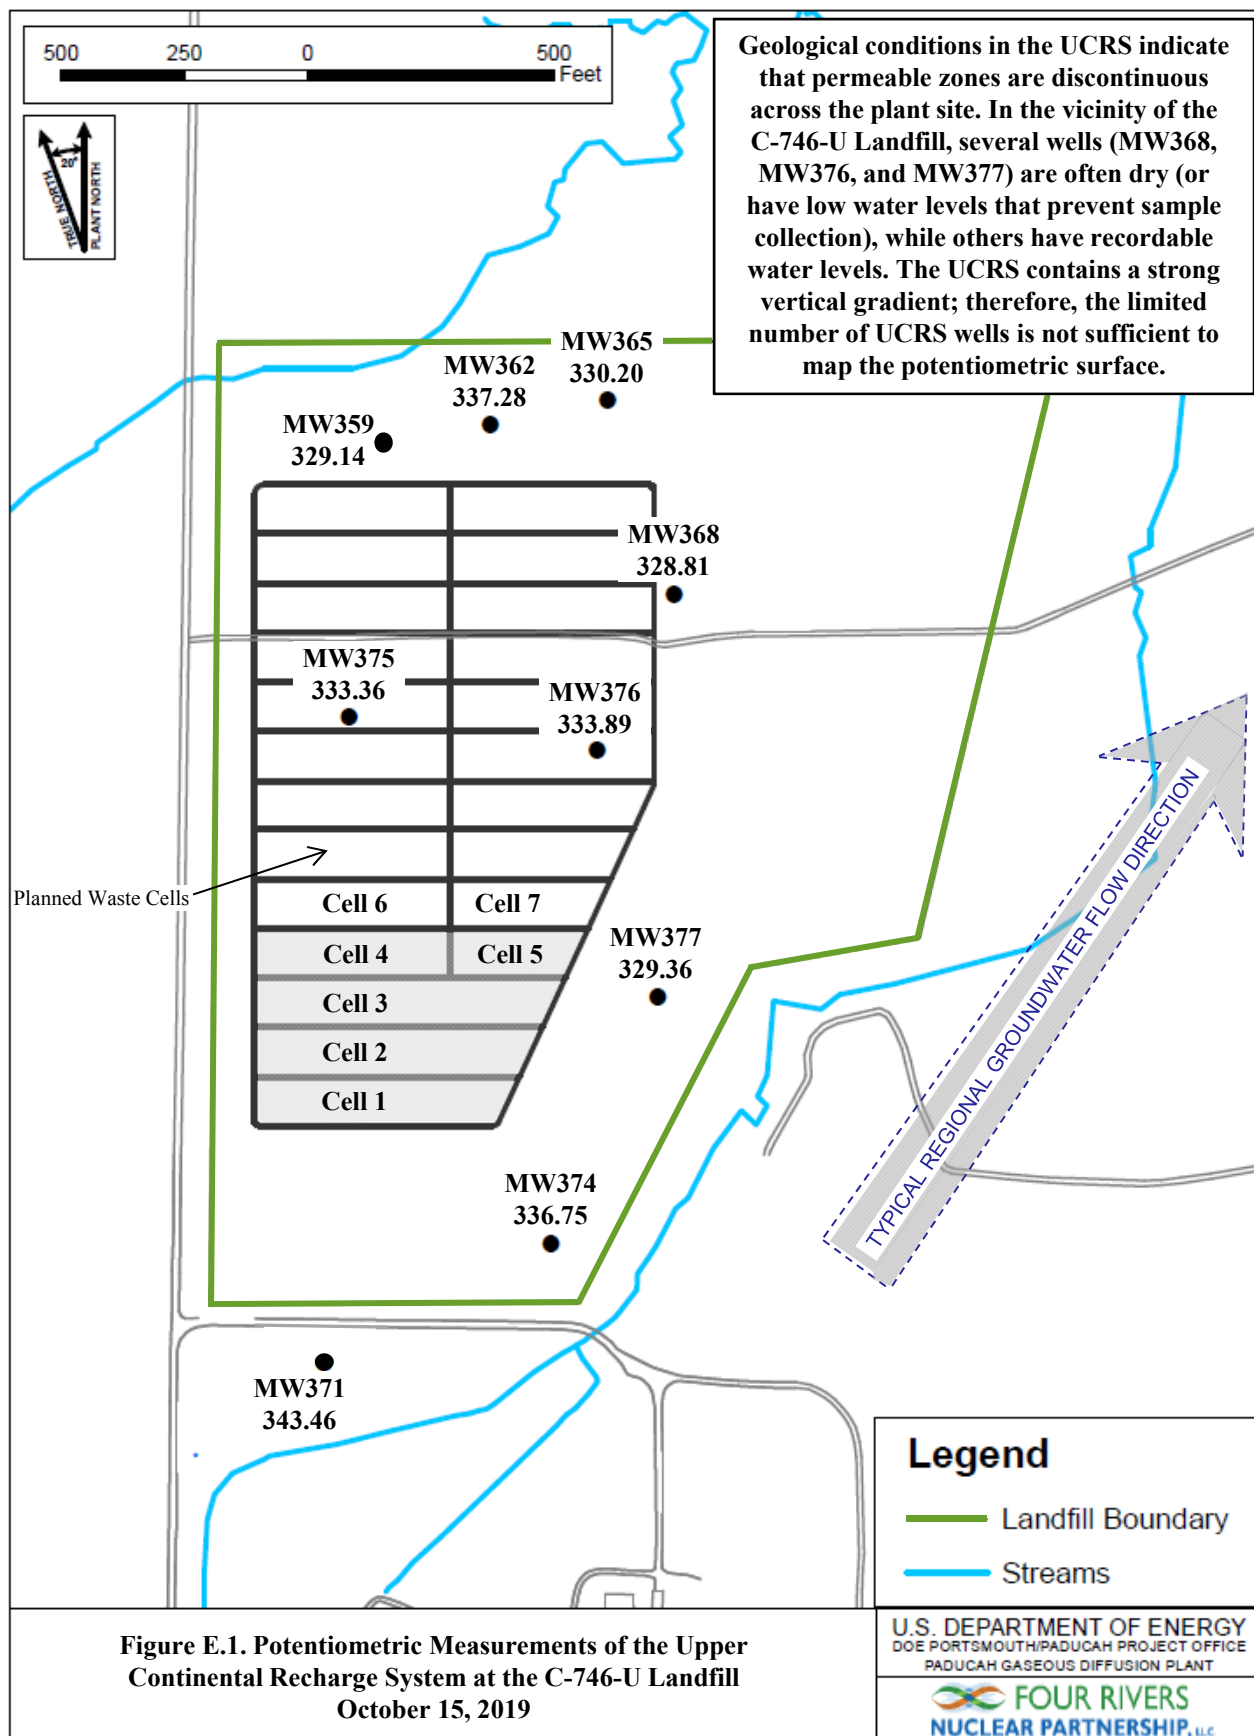 500 250 0 500
Feet
TRUE NORTH
20°
PLANT NORTH
Geological conditions in the UCRS indicate
that permeable zones are discontinuous
across the plant site. In the vicinity of the
C-746-U Landfill, several wells (MW368,
MW376, and MW377) are often dry (or
have low water levels that prevent sample
collection), while others have recordable
water levels. The UCRS contains a strong
vertical gradient; therefore, the limited
number of UCRS wells is not sufficient to
map the potentiometric surface.
MW365
330.20
MW362
337.28
MW359
329.14
MW368
328.81
MW375
333.36
MW376
333.89
Planned Waste Cells
Cell 6
Cell 7
Cell 4
Cell 5
Cell 3
Cell 2
Cell 1
MW377
329.36
TYPICAL REGIONAL GROUNDWATER FLOW DIRECTION
MW374
336.75
MW371
343.46
Legend
Landfill Boundary
Streams
Figure E.1. Potentiometric Measurements of the Upper
Continental Recharge System at the C-746-U Landfill
October 15, 2019
U.S. DEPARTMENT OF ENERGY
DOE PORTSMOUTH/PADUCAH PROJECT OFFICE
PADUCAH GASEOUS DIFFUSION PLANT
FOUR RIVERS
NUCLEAR PARTNERSHIP, LLC